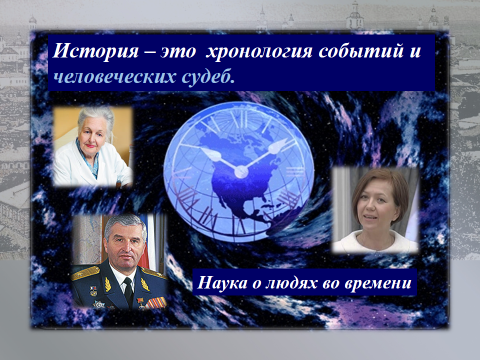 История – это хронология событий и
человеческих судеб.
Наука о людях во времени